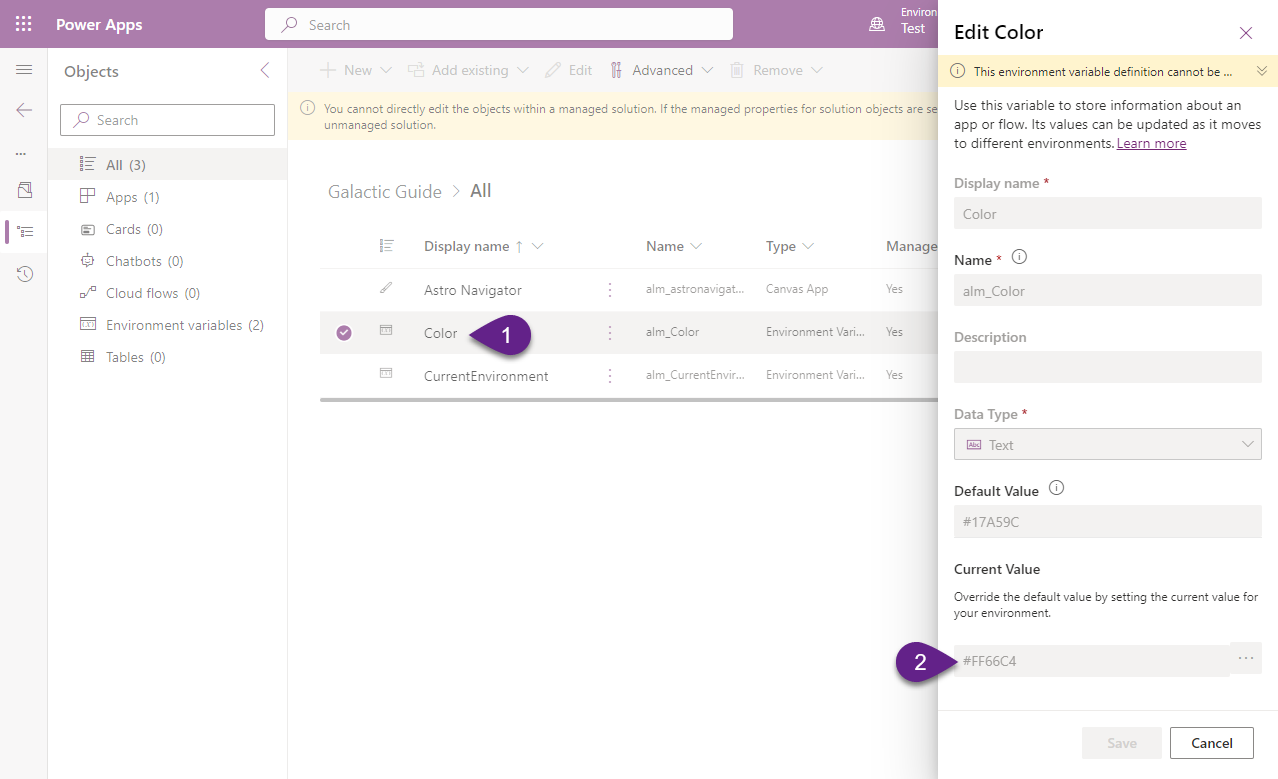 Power Apps
Search
Environ
Test
Objects
Search
All (3)
Apps (1)
Cards (0)
Chatbots (0)
Cloud flows (0)
Environment variables (2)
Tables (0)
New
Add existing
Edit
Advanced
Remove
You cannot directly edit the objects within a managed solution. If the managed properties for solution objects are se
unmanaged solution.
Galactic Guide > All
Display name ↑ Name Type Manage
Astro Navigator alm_astronavigat... Canvas App Yes
Color alm_Color Environment Vari... Yes
1
CurrentEnvironment alm_CurrentEnvir... Environment Vari... Yes
Edit Color
This environment variable definition cannot be ...
Use this variable to store information about an
app or flow. Its values can be updated as it moves
to different environments. Learn more
Display name *
Color
Name *
alm_Color
Description
Data Type *
Abc Text
Default Value
#17A59C
Current Value
Override the default value by setting the current value for
your environment.
2
#FF66C4
Save
Cancel